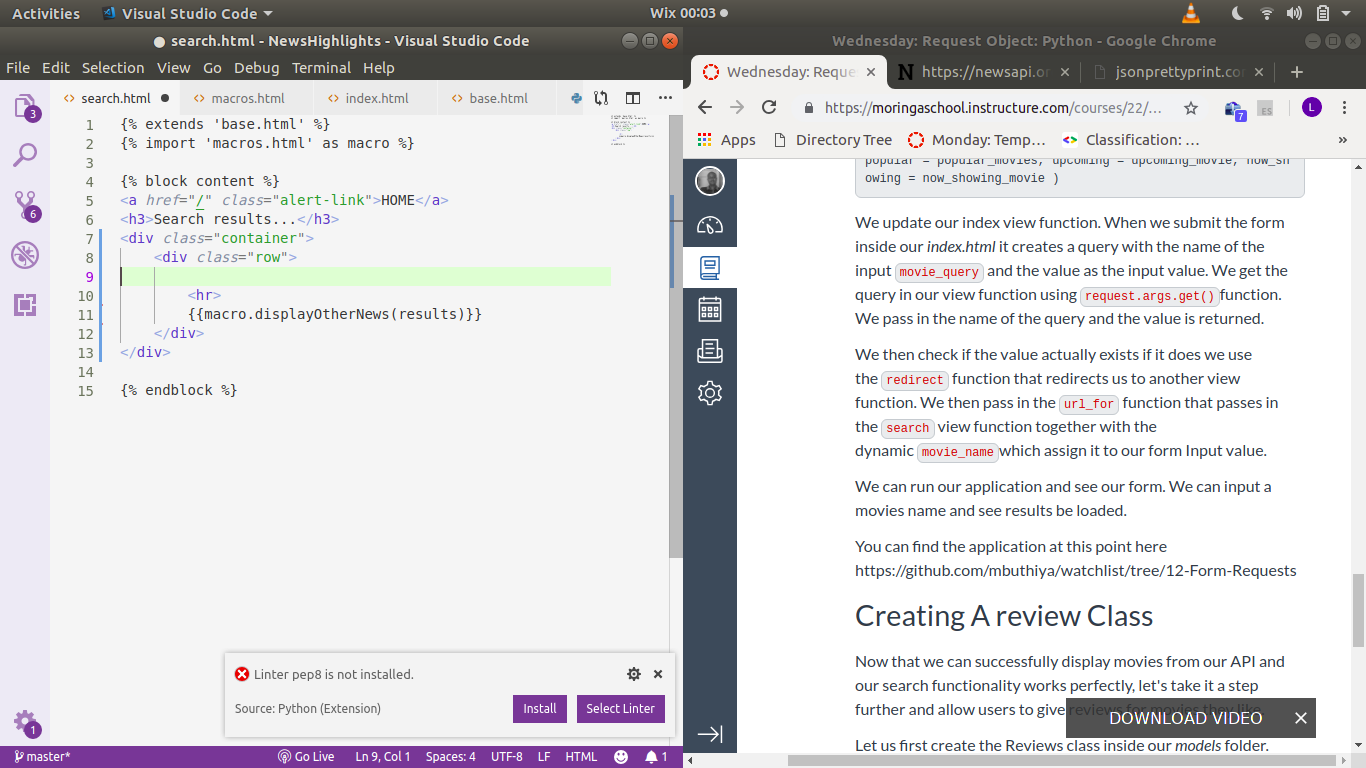 Activities
Visual Studio Code
Wix 00:03
search.html - NewsHighlights - Visual Studio Code
File Edit Selection View Go Debug Terminal Help
search.html
macros.html
index.html
base.html
1 {% extends 'base.html' %}
2 {% import 'macros.html' as macro %}
3
4 {% block content %}
5 <a href="/" class="alert-link">HOME</a>
6 <h3>Search results...</h3>
7 <div class="container">
8 <div class="row">
9
10 <hr>
11 {{macro.displayOtherNews(results)}}
12 </div>
13 </div>
14
15 {% endblock %}
3
6
1
Linter pep8 is not installed.
Source: Python (Extension)
Install
Select Linter
master*
Go Live
Ln 9, Col 1
Spaces: 4
UTF-8
LF
HTML
1
Wednesday: Request Object: Python - Google Chrome
Wednesday: Reque
https://newsapi.or
jsonprettyprint.co
https://moringaschool.instructure.com/courses/22/...
7
ES
L
Apps
Directory Tree
Monday: Temp...
Classification: ...
»
popular = popular_movies, upcoming = upcoming_movie, now_sh
owing = now_showing_movie )
We update our index view function. When we submit the form
inside our index.html it creates a query with the name of the
input movie_query and the value as the input value. We get the
query in our view function using request.args.get() function.
We pass in the name of the query and the value is returned.
We then check if the value actually exists if it does we use
the redirect function that redirects us to another view
function. We then pass in the url_for function that passes in
the search view function together with the
dynamic movie_name which assign it to our form Input value.
We can run our application and see our form. We can input a
movies name and see results be loaded.
You can find the application at this point here
https://github.com/mbuthiya/watchlist/tree/12-Form-Requests
Creating A review Class
Now that we can successfully display movies from our API and
our search functionality works perfectly, let's take it a step
further and allow users to give reviews for movies they like.
DOWNLOAD VIDEO
Let us first create the Reviews class inside our models folder.